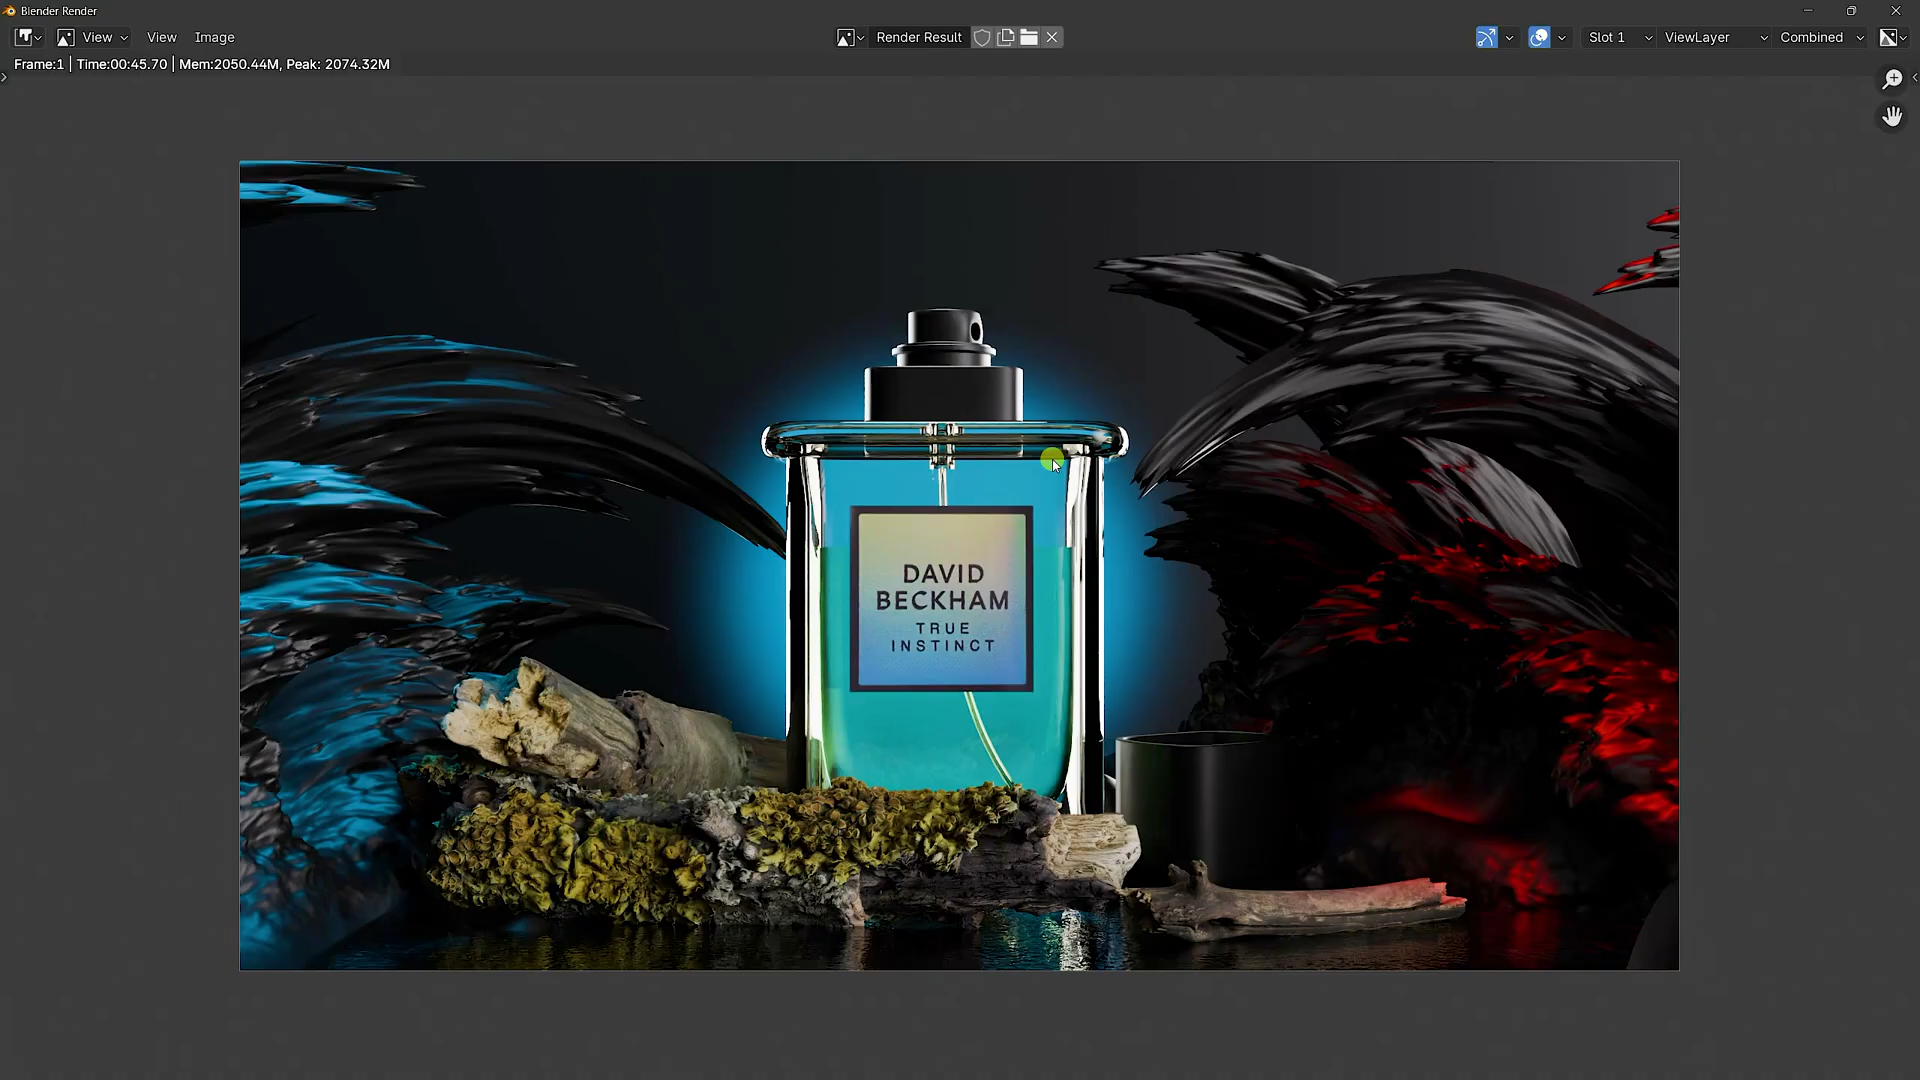 Blender Render
View View Image Render Result Slot 1 ViewLayer Combined
Frame:1 | Time:00:45.70 | Mem:2050.44M, Peak: 2074.32M
DAVID
BECKHAM
TRUE
INSTINCT